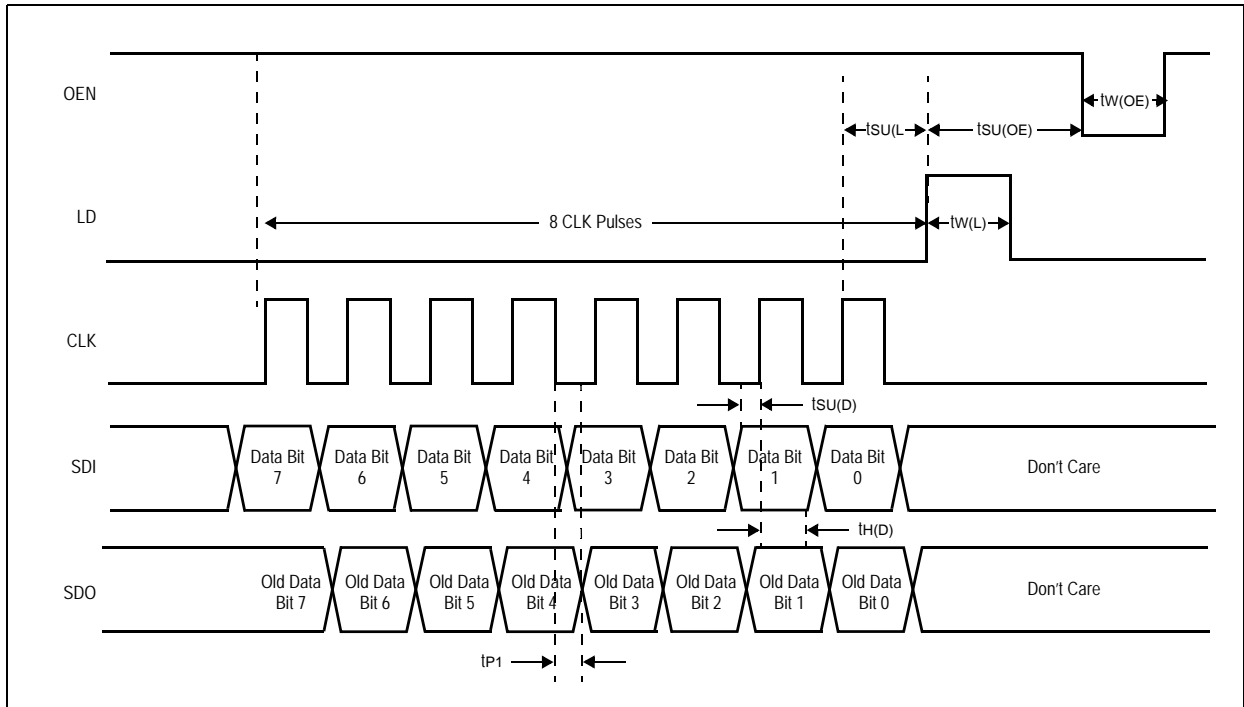 OEN
tW(OE)
tSU(L
tSU(OE)
LD
8 CLK Pulses
tW(L)
CLK
tSU(D)
SDI
Data Bit
7
Data Bit
6
Data Bit
5
Data Bit
4
Data Bit
3
Data Bit
2
Data Bit
1
Data Bit
0
Don't Care
tH(D)
SDO
Old Data
Bit 7
Old Data
Bit 6
Old Data
Bit 5
Old Data
Bit 4
Old Data
Bit 3
Old Data
Bit 2
Old Data
Bit 1
Old Data
Bit 0
Don't Care
tP1